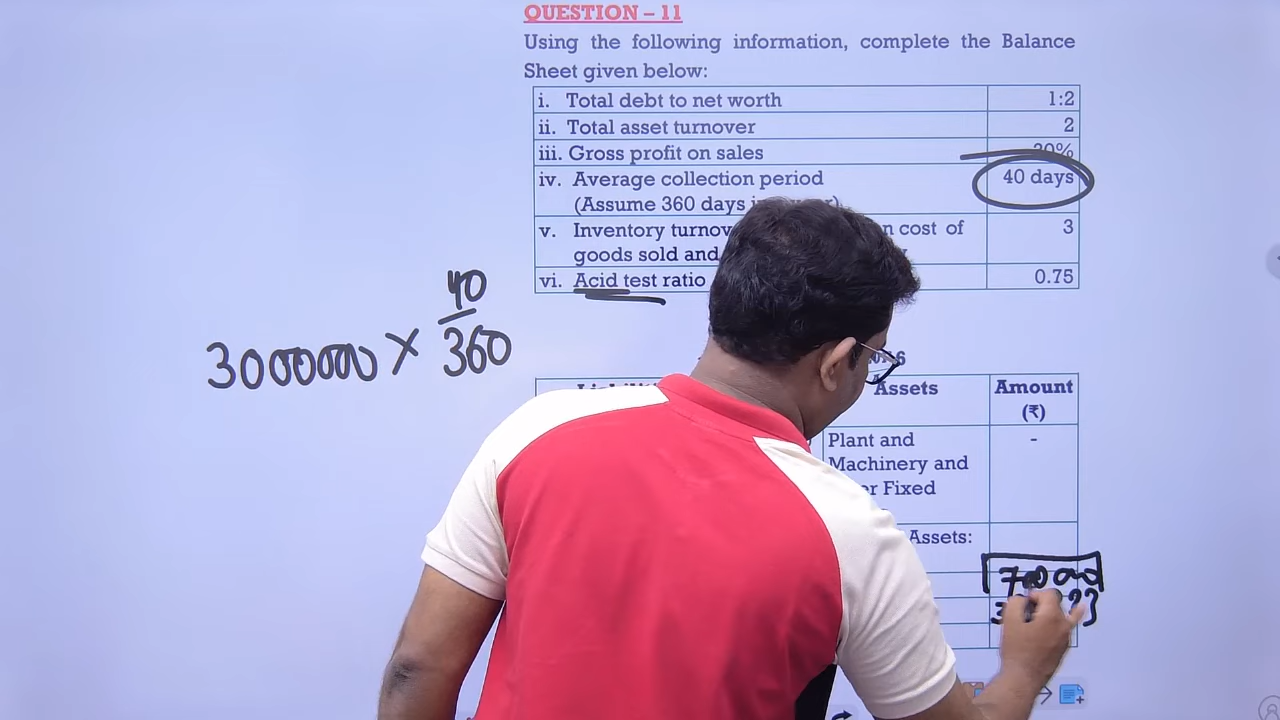 QUESTION – 11
Using the following information, complete the Balance
Sheet given below:
i. Total debt to net worth 1:2
ii. Total asset turnover 2
iii. Gross profit on sales 30%
iv. Average collection period 40 days
(Assume 360 days
v. Inventory cost of 3
goods sold and
vi. Acid test ratio 0.75
40
3000000 × 360
Assets Amount
(₹)
Plant and -
Machinery and
Fixed
Assets: